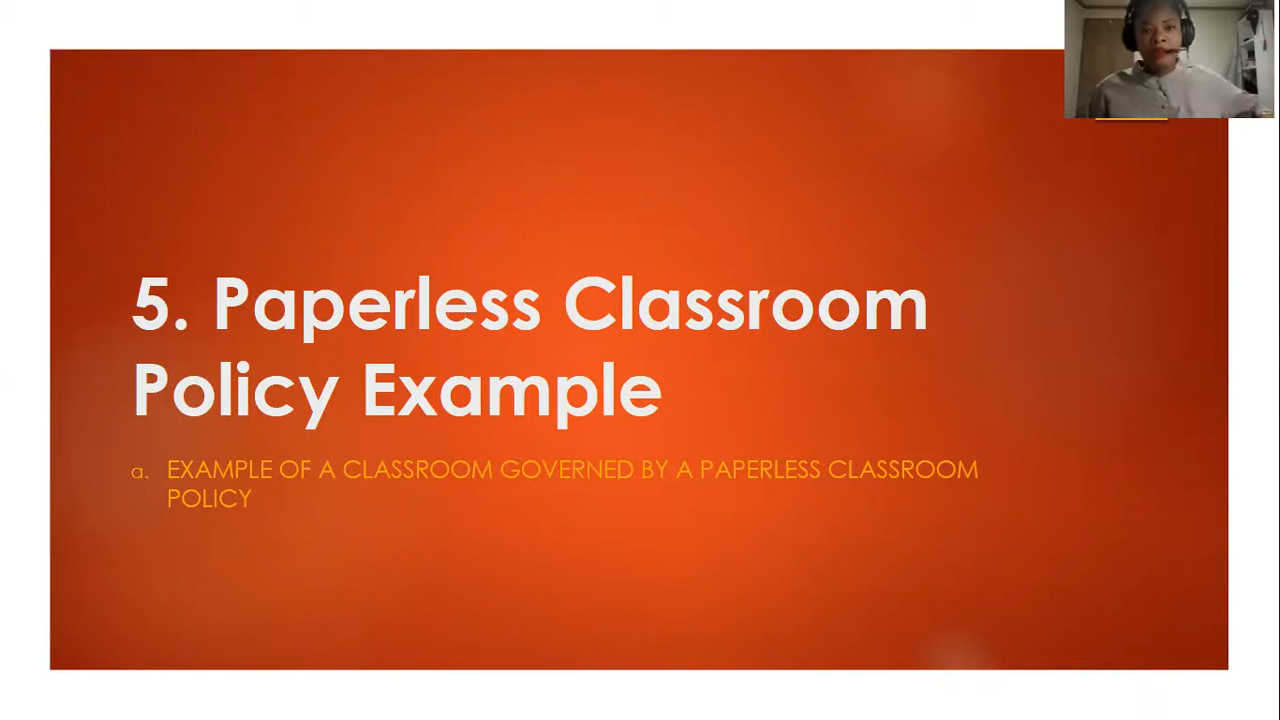 5. Paperless Classroom
Policy Example
a. EXAMPLE OF A CLASSROOM GOVERNED BY A PAPERLESS CLASSROOM
POLICY